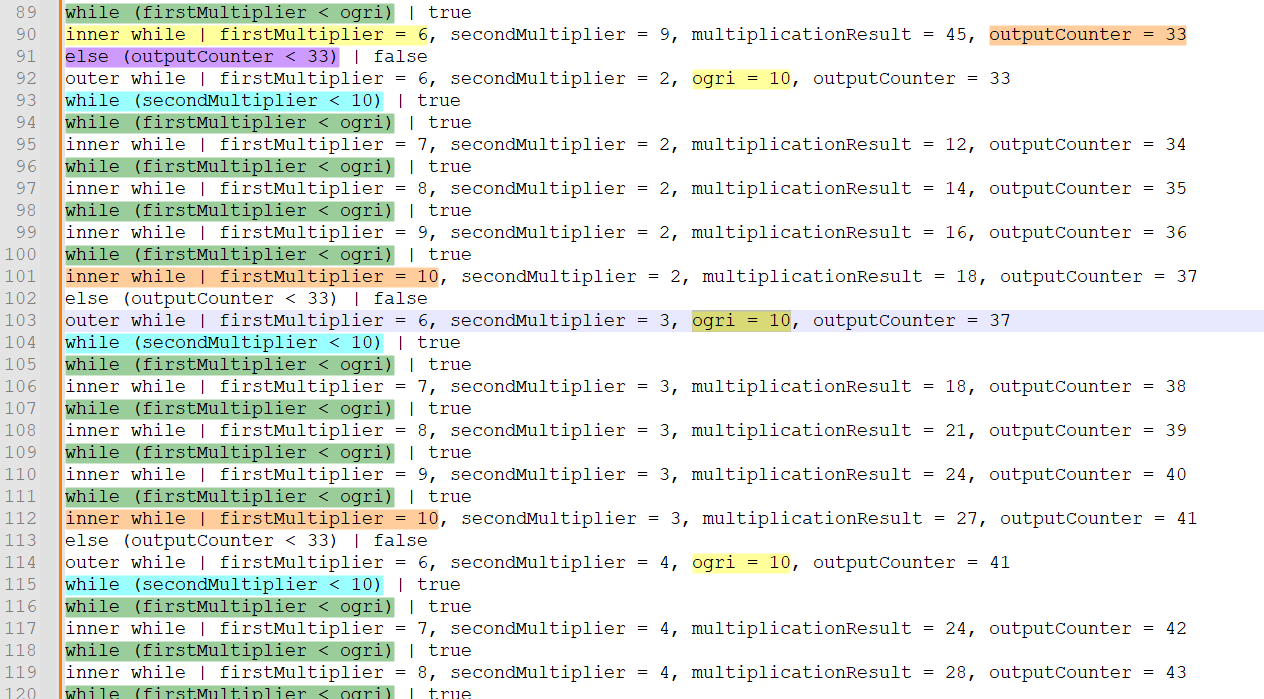 89 while (firstMultiplier < ogri) | true
90 inner while | firstMultiplier = 6, secondMultiplier = 9, multiplicationResult = 45, outputCounter = 33
91 else (outputCounter < 33) | false
92 outer while | firstMultiplier = 6, secondMultiplier = 2, ogri = 10, outputCounter = 33
93 while (secondMultiplier < 10) | true
94 while (firstMultiplier < ogri) | true
95 inner while | firstMultiplier = 7, secondMultiplier = 2, multiplicationResult = 12, outputCounter = 34
96 while (firstMultiplier < ogri) | true
97 inner while | firstMultiplier = 8, secondMultiplier = 2, multiplicationResult = 14, outputCounter = 35
98 while (firstMultiplier < ogri) | true
99 inner while | firstMultiplier = 9, secondMultiplier = 2, multiplicationResult = 16, outputCounter = 36
100 while (firstMultiplier < ogri) | true
101 inner while | firstMultiplier = 10, secondMultiplier = 2, multiplicationResult = 18, outputCounter = 37
102 else (outputCounter < 33) | false
103 outer while | firstMultiplier = 6, secondMultiplier = 3, ogri = 10, outputCounter = 37
104 while (secondMultiplier < 10) | true
105 while (firstMultiplier < ogri) | true
106 inner while | firstMultiplier = 7, secondMultiplier = 3, multiplicationResult = 18, outputCounter = 38
107 while (firstMultiplier < ogri) | true
108 inner while | firstMultiplier = 8, secondMultiplier = 3, multiplicationResult = 21, outputCounter = 39
109 while (firstMultiplier < ogri) | true
110 inner while | firstMultiplier = 9, secondMultiplier = 3, multiplicationResult = 24, outputCounter = 40
111 while (firstMultiplier < ogri) | true
112 inner while | firstMultiplier = 10, secondMultiplier = 3, multiplicationResult = 27, outputCounter = 41
113 else (outputCounter < 33) | false
114 outer while | firstMultiplier = 6, secondMultiplier = 4, ogri = 10, outputCounter = 41
115 while (secondMultiplier < 10) | true
116 while (firstMultiplier < ogri) | true
117 inner while | firstMultiplier = 7, secondMultiplier = 4, multiplicationResult = 24, outputCounter = 42
118 while (firstMultiplier < ogri) | true
119 inner while | firstMultiplier = 8, secondMultiplier = 4, multiplicationResult = 28, outputCounter = 43
120 while (firstMultiplier < ogri) | true